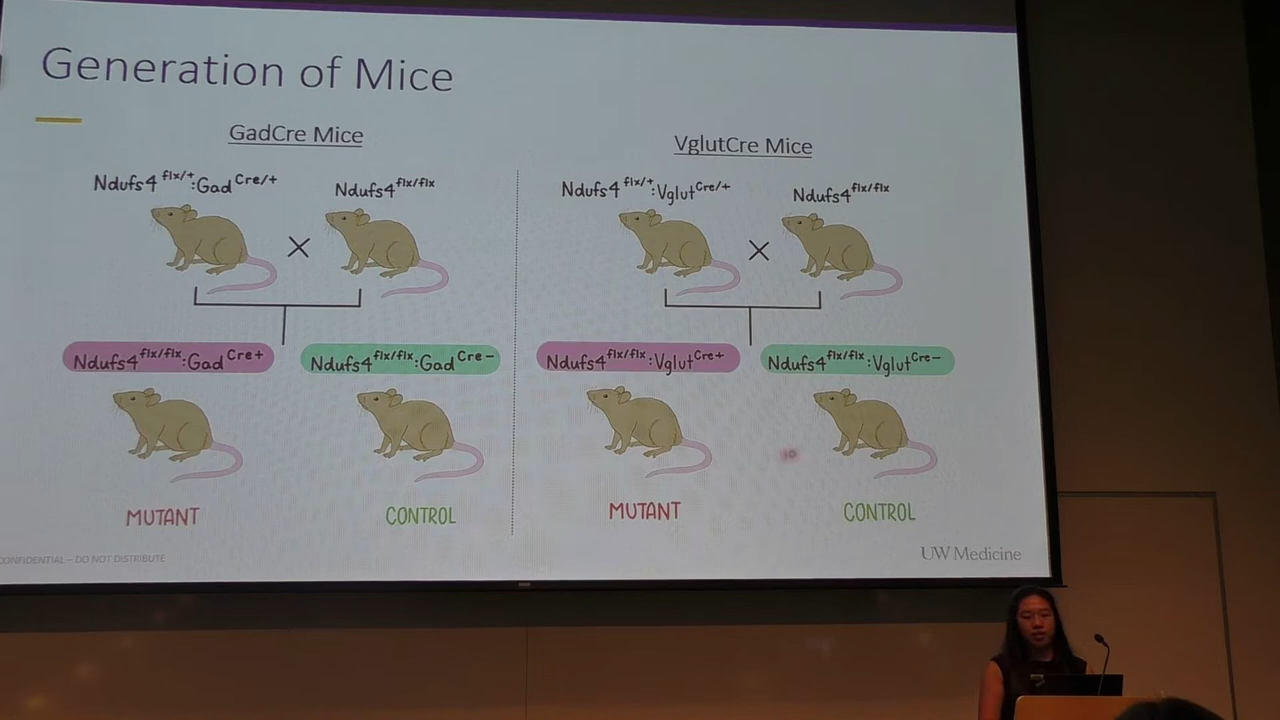 Generation of Mice
GadCre Mice
Ndufs4 flx/+:Gad Cre/+
Ndufs4 flx/flx
Ndufs4 flx/flx:Gad Cre+
Ndufs4 flx/flx:Gad Cre-
MUTANT
CONTROL
VglutCre Mice
Ndufs4 flx/+:Vglut Cre/+
Ndufs4 flx/flx
Ndufs4 flx/flx:Vglut Cre+
Ndufs4 flx/flx:Vglut Cre-
MUTANT
CONTROL
CONFIDENTIAL – DO NOT DISTRIBUTE
UW Medicine